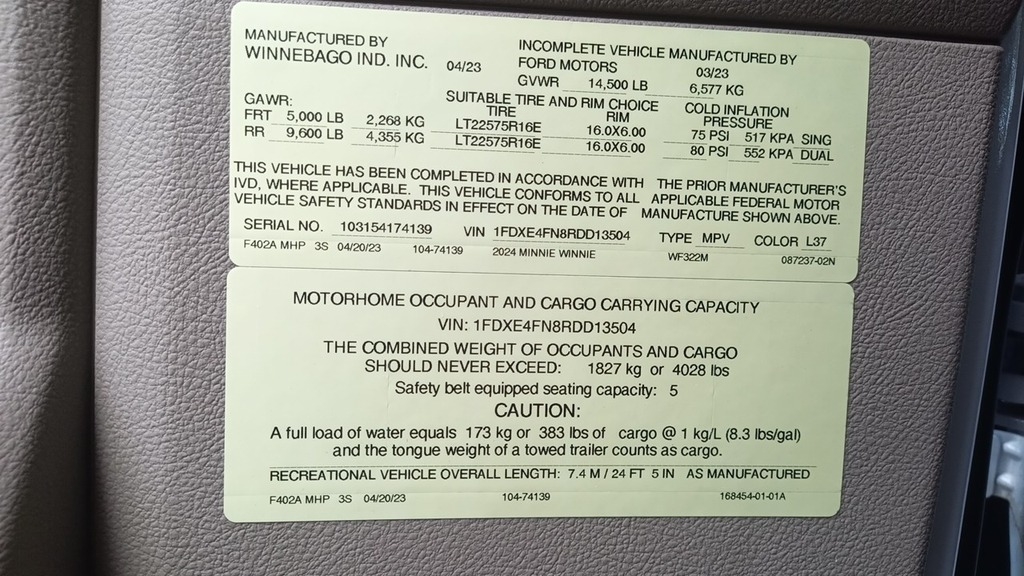 MANUFACTURED BY INCOMPLETE VEHICLE MANUFACTURED BY
WINNEBAGO IND. INC. 04/23 FORD MOTORS 03/23
GVWR 14,500 LB 6,577 KG
GAWR: SUITABLE TIRE AND RIM CHOICE COLD INFLATION
TIRE RIM PRESSURE
FRT 5,000 LB 2,268 KG LT22575R16E 16.0X6.00 75 PSI 517 KPA SING
RR 9,600 LB 4,355 KG LT22575R16E 16.0X6.00 80 PSI 552 KPA DUAL
THIS VEHICLE HAS BEEN COMPLETED IN ACCORDANCE WITH THE PRIOR MANUFACTURER'S
IVD, WHERE APPLICABLE. THIS VEHICLE CONFORMS TO ALL APPLICABLE FEDERAL MOTOR
VEHICLE SAFETY STANDARDS IN EFFECT ON THE DATE OF MANUFACTURE SHOWN ABOVE.
SERIAL NO. 103154174139 VIN 1FDXE4FN8RDD13504 TYPE MPV COLOR L37
F402A MHP 3S 04/20/23 104-74139 2024 MINNIE WINNIE WF322M 087237-02N
MOTORHOME OCCUPANT AND CARGO CARRYING CAPACITY
VIN: 1FDXE4FN8RDD13504
THE COMBINED WEIGHT OF OCCUPANTS AND CARGO
SHOULD NEVER EXCEED: 1827 kg or 4028 lbs
Safety belt equipped seating capacity: 5
CAUTION:
A full load of water equals 173 kg or 383 lbs of cargo @ 1 kg/L (8.3 lbs/gal)
and the tongue weight of a towed trailer counts as cargo.
RECREATIONAL VEHICLE OVERALL LENGTH: 7.4 M / 24 FT 5 IN AS MANUFACTURED
F402A MHP 3S 04/20/23 104-74139 168454-01-01A